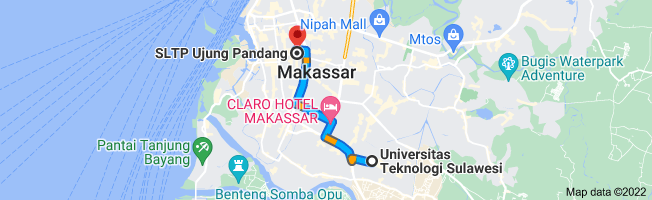 Nipah Mall
Mtos
SLTP Ujung Pandang
Makassar
Bugis Waterpark
Adventure
CLARO HOTEL
MAKASSAR
Pantai Tanjung
Bayang
Universitas
Teknologi Sulawesi
Benteng Somba Opu
Map data ©2022